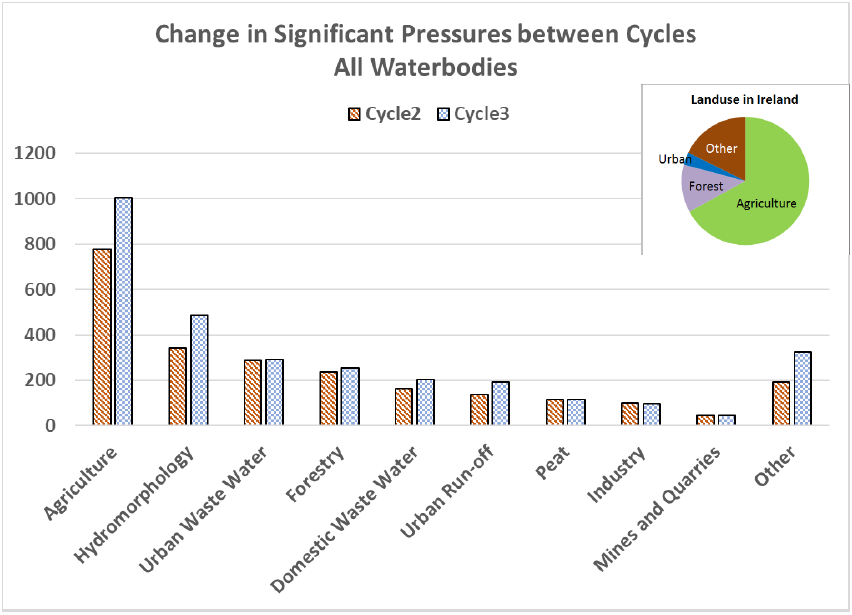 Change in Significant Pressures between Cycles
All Waterbodies
Cycle2 Cycle3
Landuse in Ireland
Other
Urban
Forest
Agriculture
1200
1000
800
600
400
200
0
Agriculture
Hydromorphology
Urban Waste Water
Forestry
Domestic Waste Water
Urban Run-off
Peat
Industry
Mines and Quarries
Other